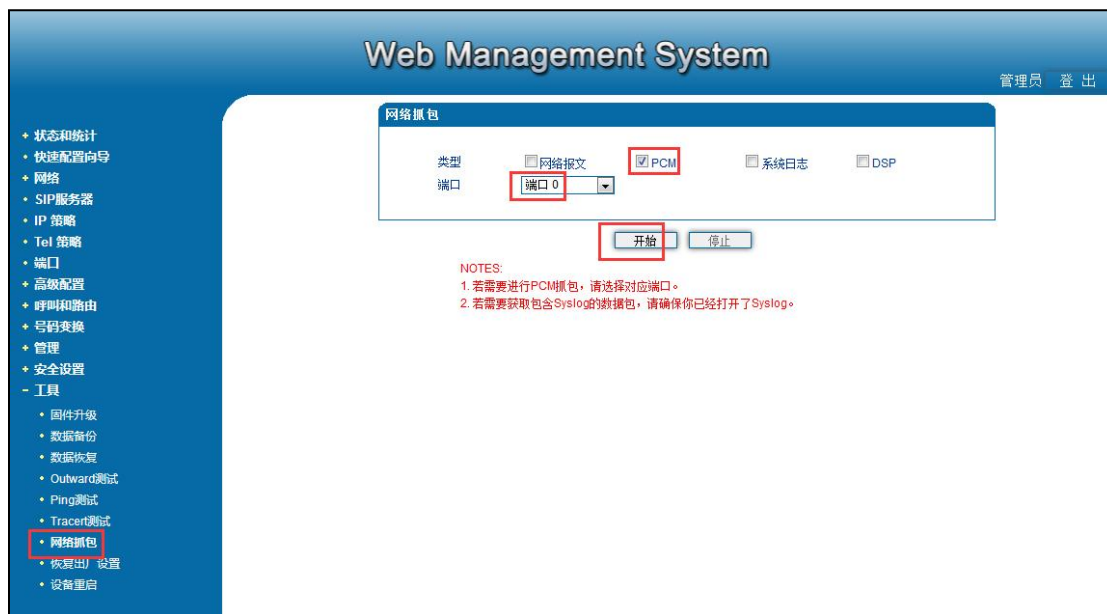 Web Management System
管理员 登出
+ 状态和统计
• 快速配置向导
+ 网络
• SIP服务器
• IP 策略
• Tel 策略
• 端口
+ 高级配置
+ 呼叫和路由
+ 号码变换
+ 管理
+ 安全设置
- 工具
• 固件升级
• 数据备份
• 数据恢复
• Outward测试
• Ping测试
• Tracert测试
• 网络抓包
• 恢复出厂设置
• 设备重启
网络抓包
类型 网络报文 PCM 系统日志 DSP
端口 端口 0
开始 停止
NOTES:
1. 若需要进行PCM抓包，请选择对应端口。
2. 若需要获取包含Syslog的数据包，请确保你已经打开了Syslog。